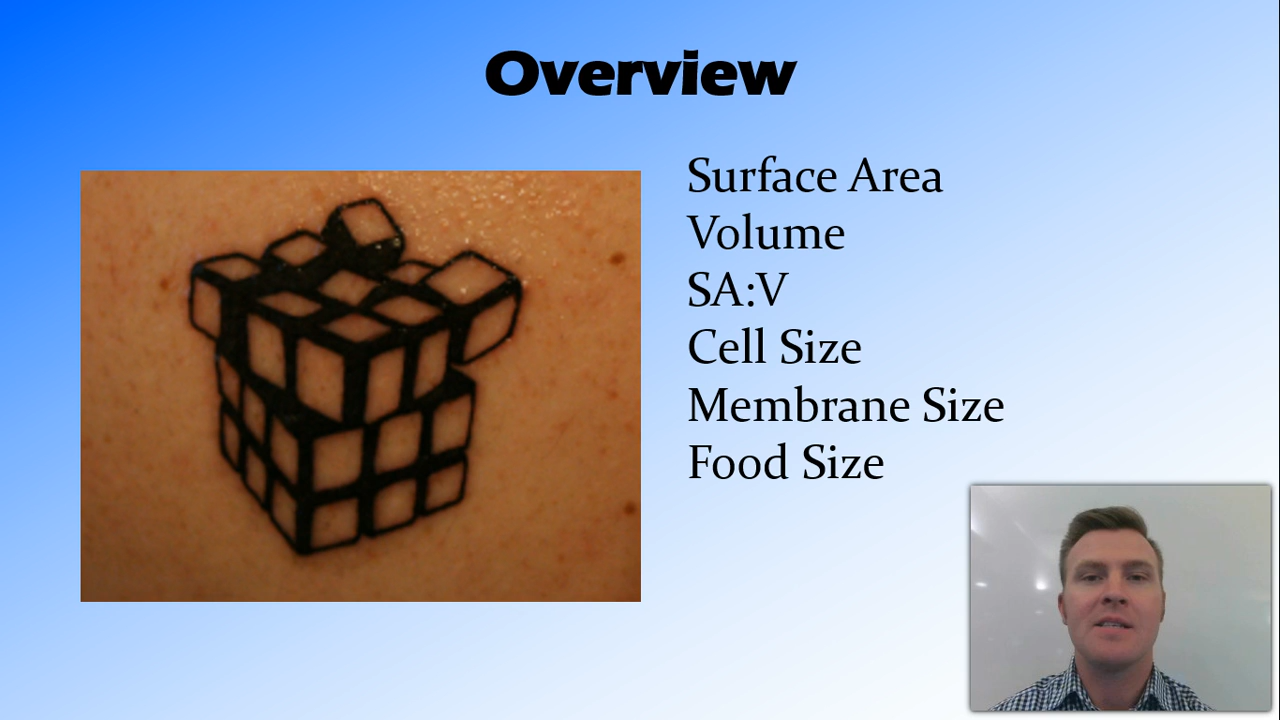 Overview
Surface Area
Volume
SA:V
Cell Size
Membrane Size
Food Size